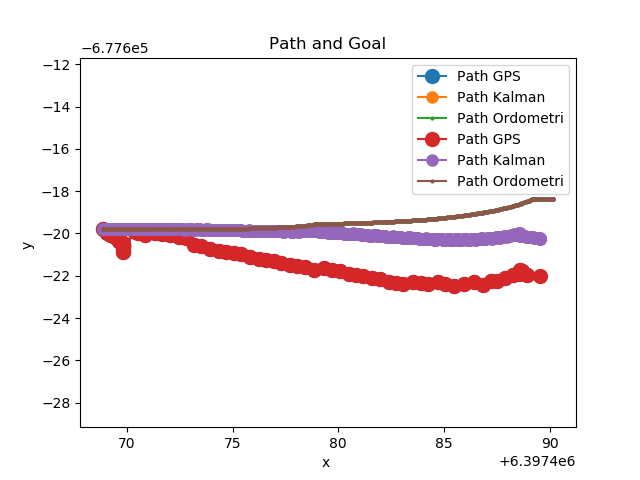 Path and Goal
−6.776e5
−12
−14
−16
−18
−20
−22
−24
−26
−28
y
Path GPS
Path Kalman
Path Ordometri
Path GPS
Path Kalman
Path Ordometri
70
75
80
85
90
x
+6.3974e6